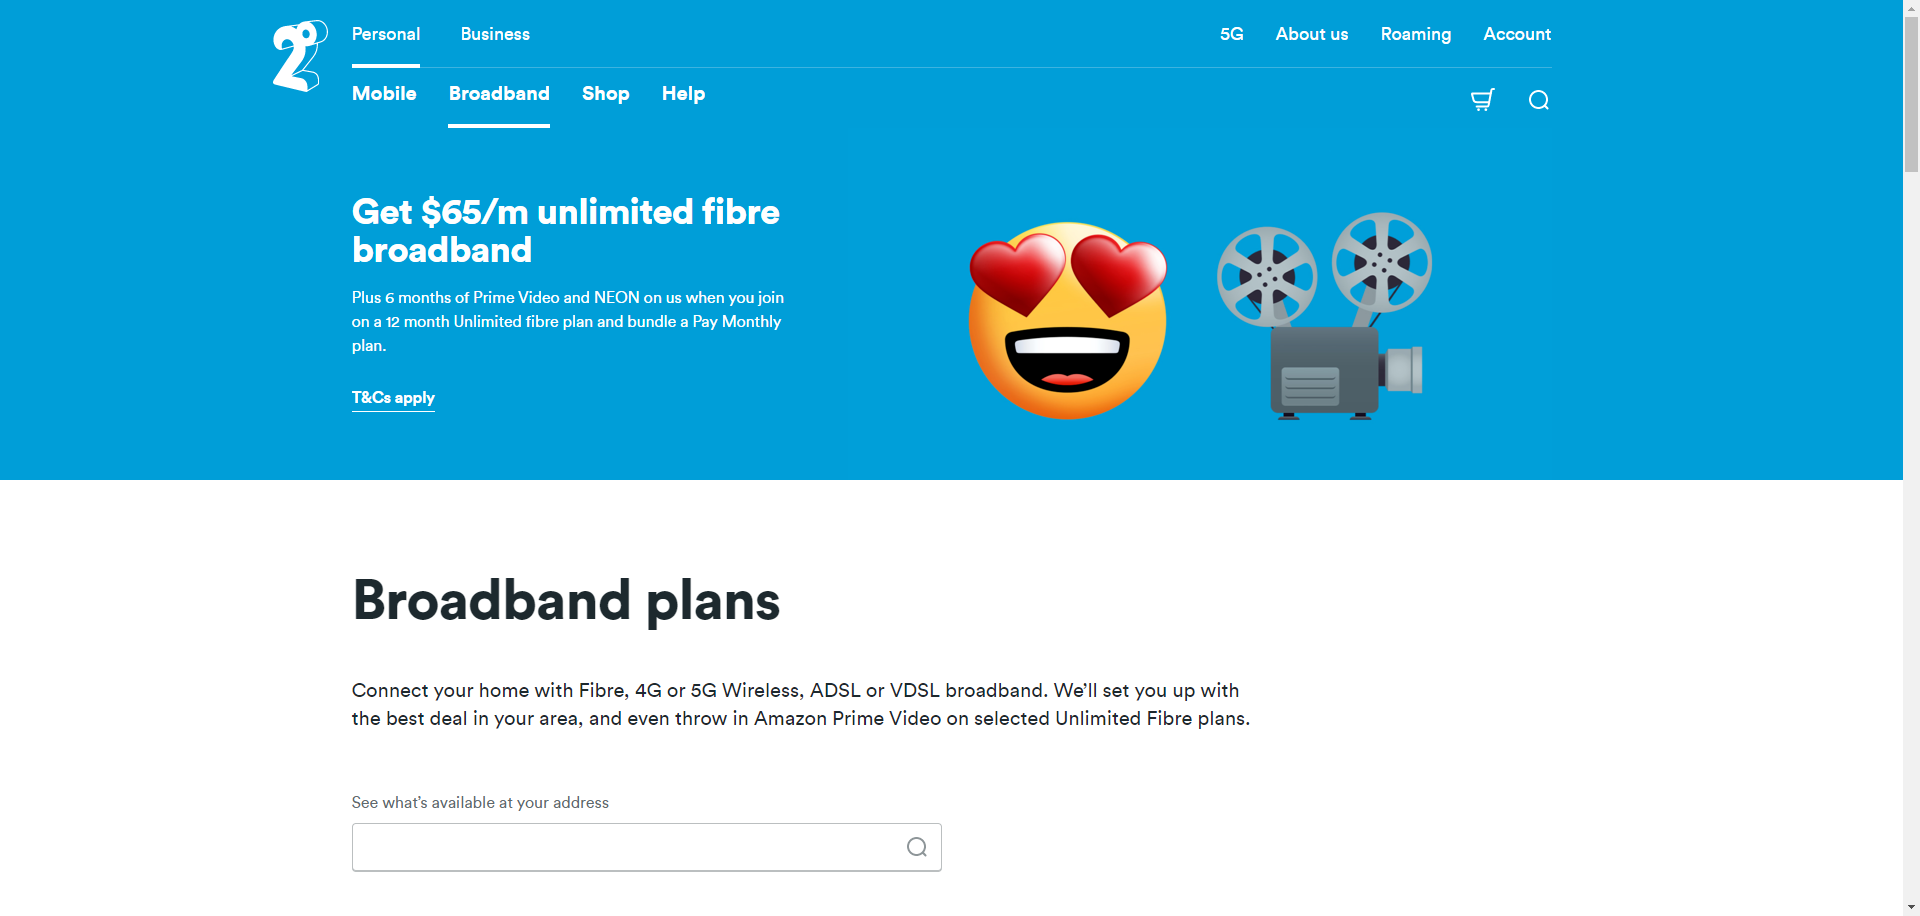 2°
Personal
Business
5G
About us
Roaming
Account
Mobile
Broadband
Shop
Help
Get $65/m unlimited fibre
broadband
Plus 6 months of Prime Video and NEON on us when you join
on a 12 month Unlimited fibre plan and bundle a Pay Monthly
plan.
T&Cs apply
Broadband plans
Connect your home with Fibre, 4G or 5G Wireless, ADSL or VDSL broadband. We’ll set you up with
the best deal in your area, and even throw in Amazon Prime Video on selected Unlimited Fibre plans.
See what’s available at your address